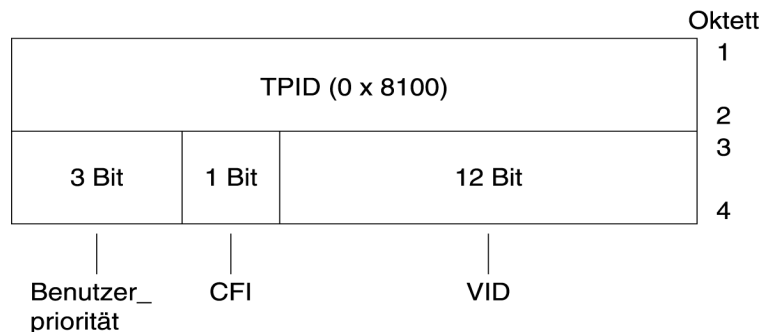 Oktett
1
TPID (0 x 8100)
2
3
3 Bit 1 Bit 12 Bit
4
Benutzer_ CFI VID
priorität